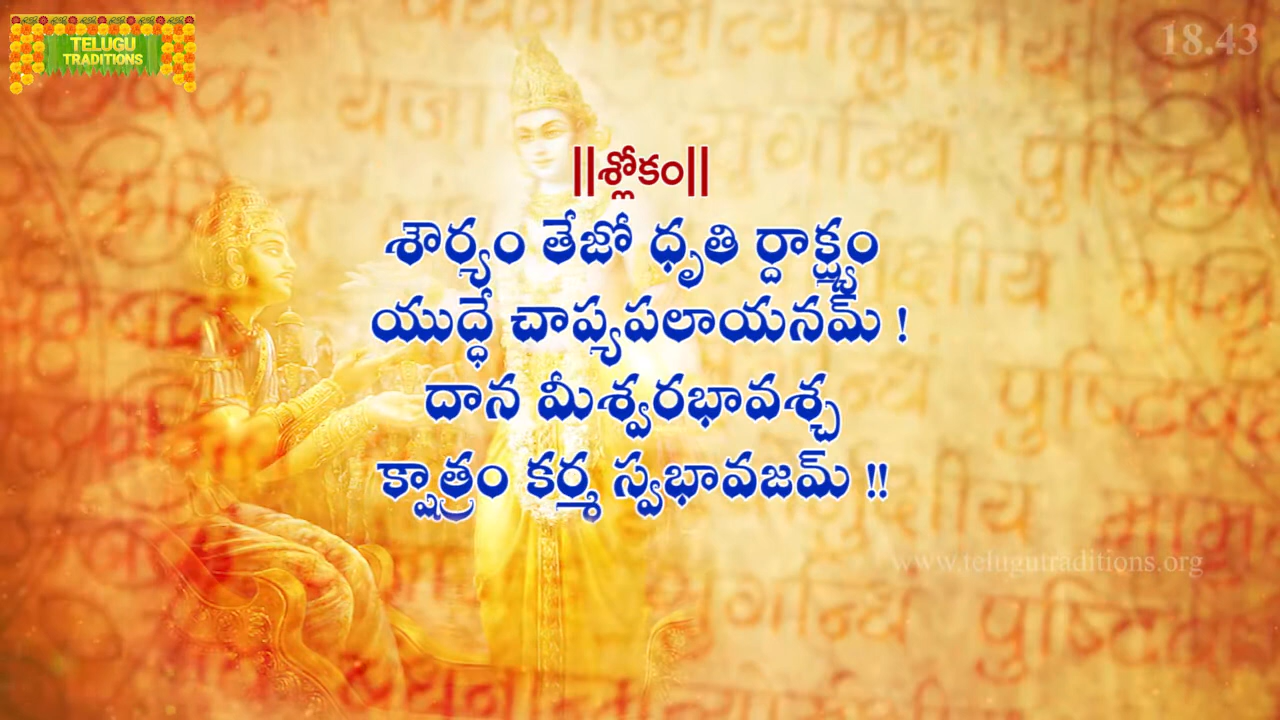 TELUGU
TRADITIONS
18.43
||శ్లోకం||
శౌర్యం తేజో ధృతి ర్దాక్ష్యం
యుద్ధే చాప్యపలాయనమ్ !
దాన మీశ్వరభావశ్చ
క్షాత్రం కర్మ స్వభావజమ్ !!
www.telugutraditions.org